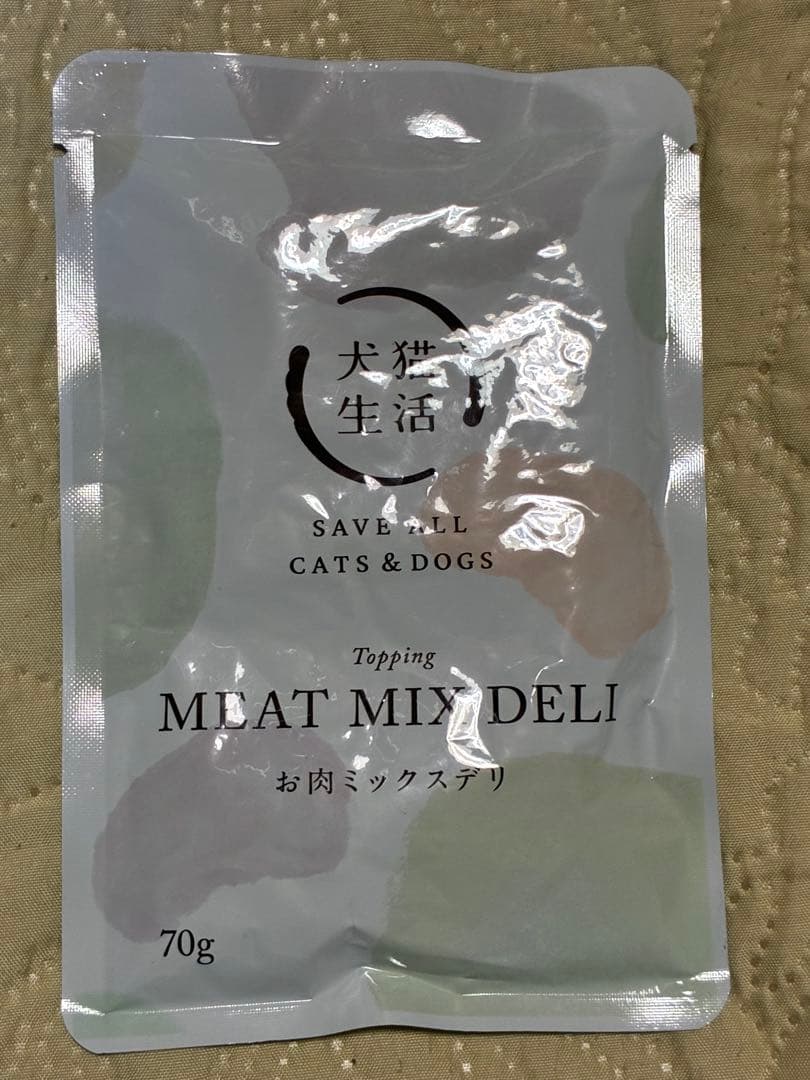 犬猫
生活
SAVE ALL
CATS & DOGS
Topping
MEAT MIX DELI
お肉ミックスデリ
70g